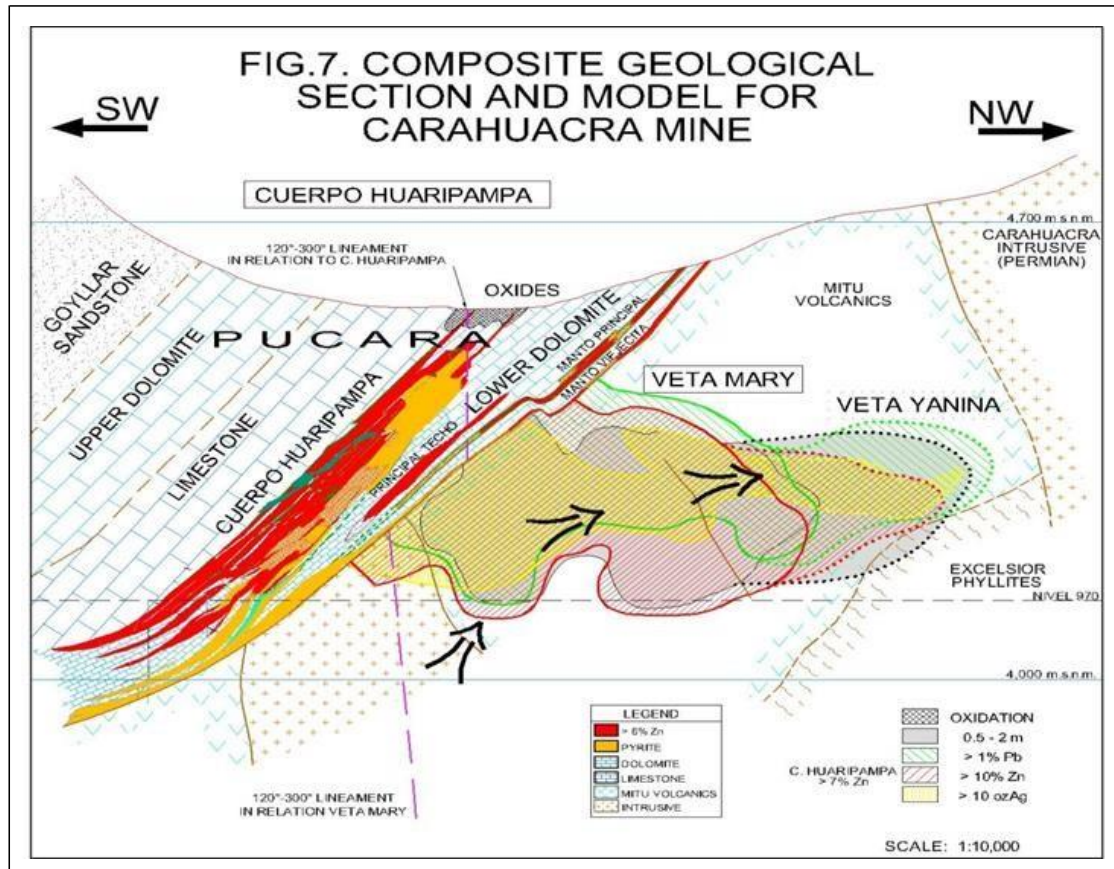 FIG.7. COMPOSITE GEOLOGICAL
SECTION AND MODEL FOR
CARAHUACRA MINE
SW
NW
CUERPO HUARIPAMPA
4,700 m.s.n.m.
120°-300° LINEAMENT
IN RELATION TO C. HUARIPAMPA
CARAHUACRA
INTRUSIVE
(PERMIAN)
GOYLLAR
SANDSTONE
OXIDES
MITU
VOLCANICS
PUCARA
UPPER DOLOMITE
LIMESTONE
CUERPO HUARIPAMPA
LOWER DOLOMITE
MANTO PRINCIPAL
MANTO VIEJECITA
PRINCIPAL TECHO
VETA MARY
VETA YANINA
EXCELSIOR
PHYLLITES
NIVEL 970
4,000 m.s.n.m.
120°-300° LINEAMENT
IN RELATION VETA MARY
LEGEND
> 6% Zn
PYRITE
DOLOMITE
LIMESTONE
MITU VOLCANICS
INTRUSIVE
OXIDATION
0.5 - 2 m
> 1% Pb
C. HUARIPAMPA
> 7% Zn
> 10% Zn
> 10 ozAg
SCALE: 1:10,000